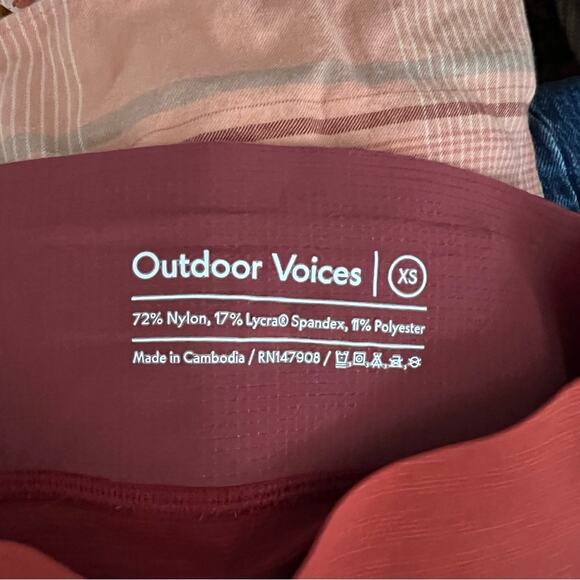 Outdoor Voices | XS
72% Nylon, 17% Lycra® Spandex, 11% Polyester
Made in Cambodia / RN147908 /